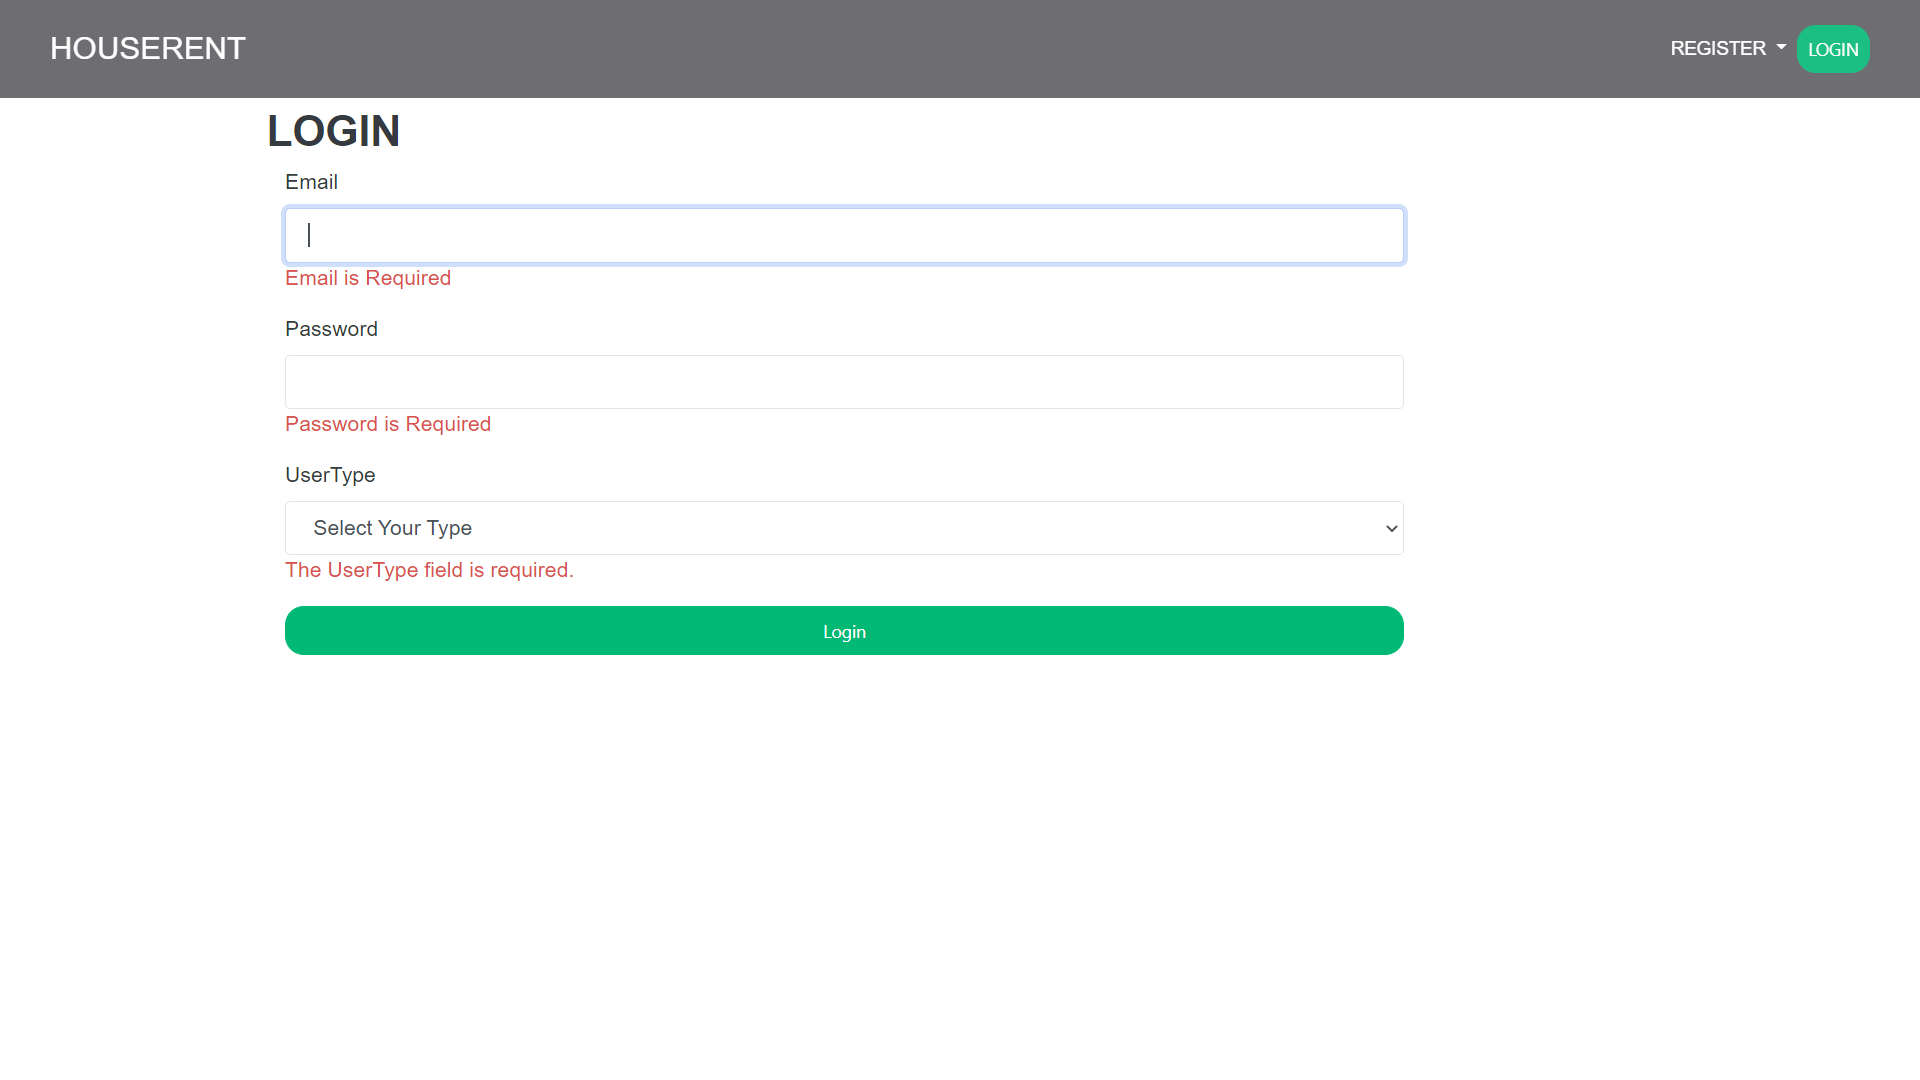 HOUSERENT
REGISTER
LOGIN
LOGIN
Email
Email is Required
Password
Password is Required
UserType
Select Your Type
The UserType field is required.
Login